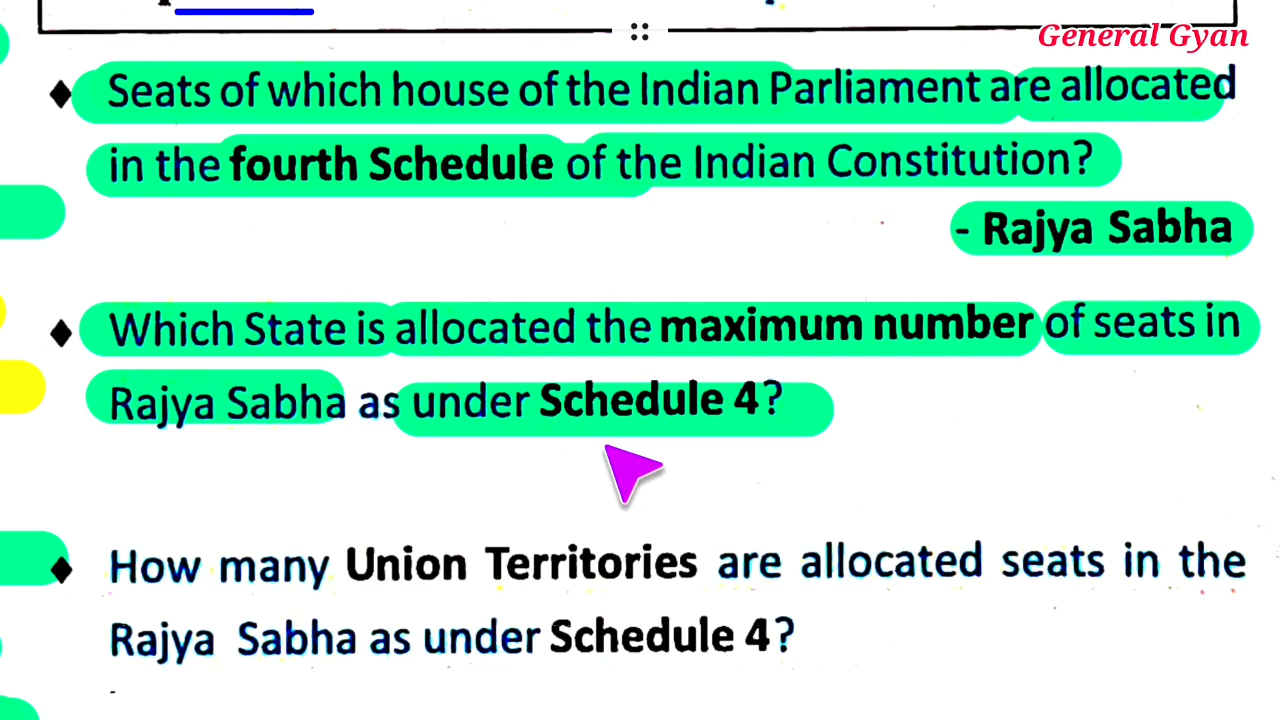 General Gyan
♦ Seats of which house of the Indian Parliament are allocated
in the fourth Schedule of the Indian Constitution?
- Rajya Sabha
♦ Which State is allocated the maximum number of seats in
Rajya Sabha as under Schedule 4?
♦ How many Union Territories are allocated seats in the
Rajya Sabha as under Schedule 4?